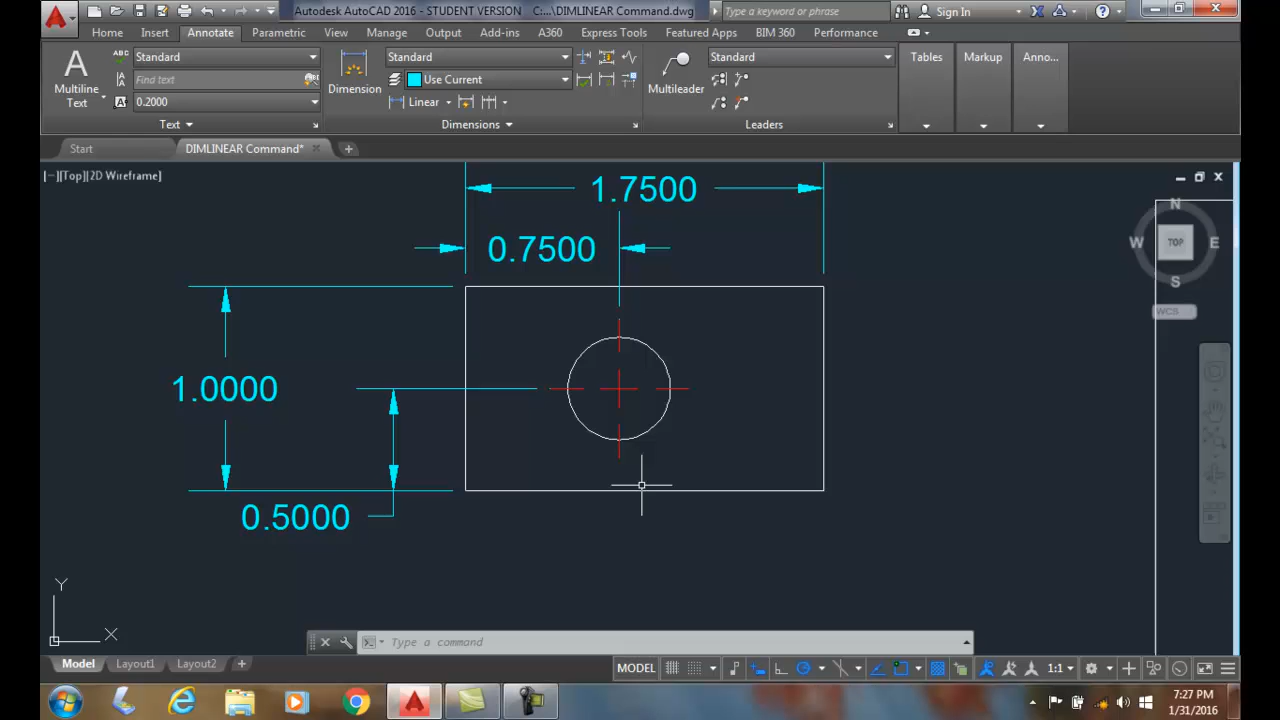 Autodesk AutoCAD 2016 - STUDENT VERSION C:\...\DIMLINEAR Command.dwg
Type a keyword or phrase
Sign In
Home Insert Annotate Parametric View Manage Output Add-ins A360 Express Tools Featured Apps BIM 360 Performance
Multiline
Text
ABC
Standard
Find text
0.2000
Text
Dimension
Standard
Use Current
Linear
Dimensions
Multileader
Standard
Leaders
Tables
Markup
Anno...
Start
DIMLINEAR Command*
[−][Top][2D Wireframe]
N
W
TOP
E
S
WCS
1.7500
0.7500
1.0000
0.5000
Y
X
Type a command
Model
Layout1
Layout2
MODEL
1:1
7:27 PM
1/31/2016